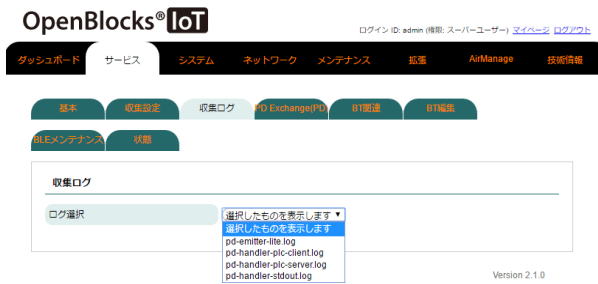 OpenBlocks® IoT
ログイン ID: admin (権限: スーパーユーザー) マイページ ログアウト
ダッシュボード サービス システム ネットワーク メンテナンス 拡張 AirManage 技術情報
基本 収集設定 収集ログ PD Exchange(PD) BT関連 BT編集
BLEメンテナンス 状態
収集ログ
ログ選択 選択したものを表示します
選択したものを表示します
pd-emitter-lite.log
pd-handler-plc-client.log
pd-handler-plc-server.log
pd-handler-stdout.log
Version 2.1.0